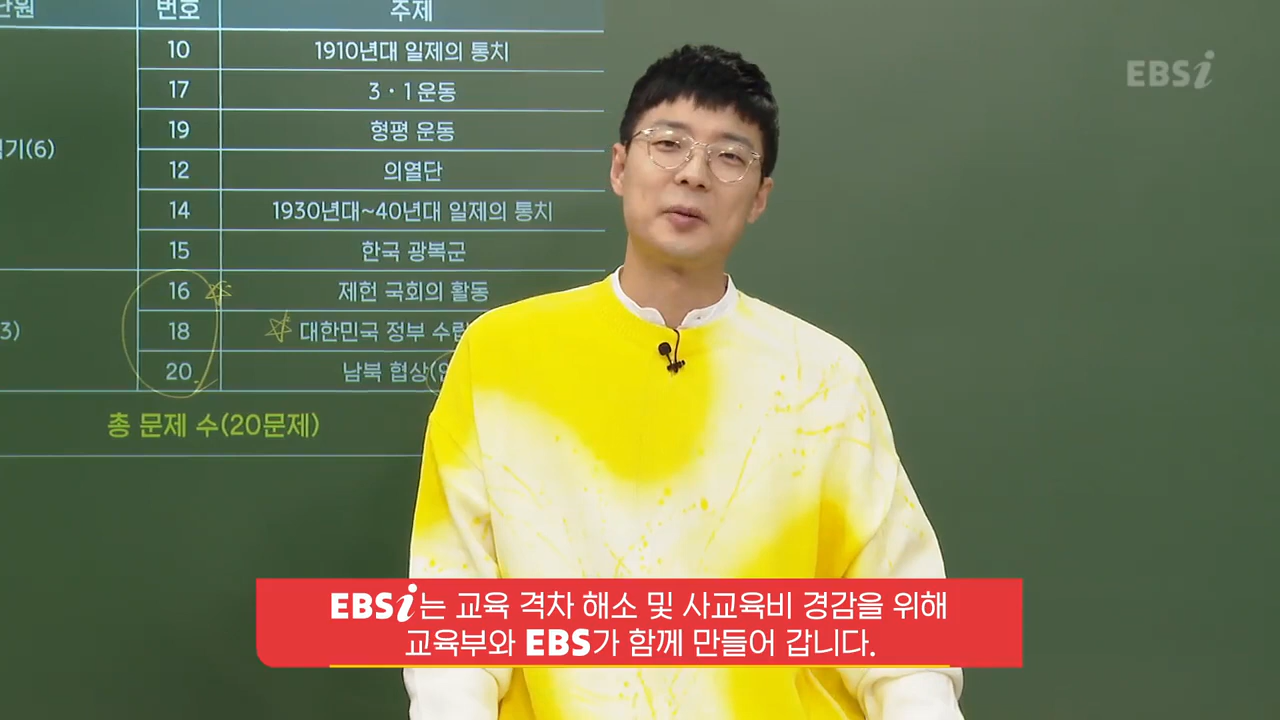 번호 주제
10 1910년대 일제의 통치
17 3·1 운동
19 형평 운동
12 의열단
14 1930년대~40년대 일제의 통치
15 한국 광복군
16 제헌 국회의 활동
18 대한민국 정부 수립
20 남북 협상
총 문제 수(20문제)
EBSi
EBSi는 교육 격차 해소 및 사교육비 경감을 위해
교육부와 EBS가 함께 만들어 갑니다.